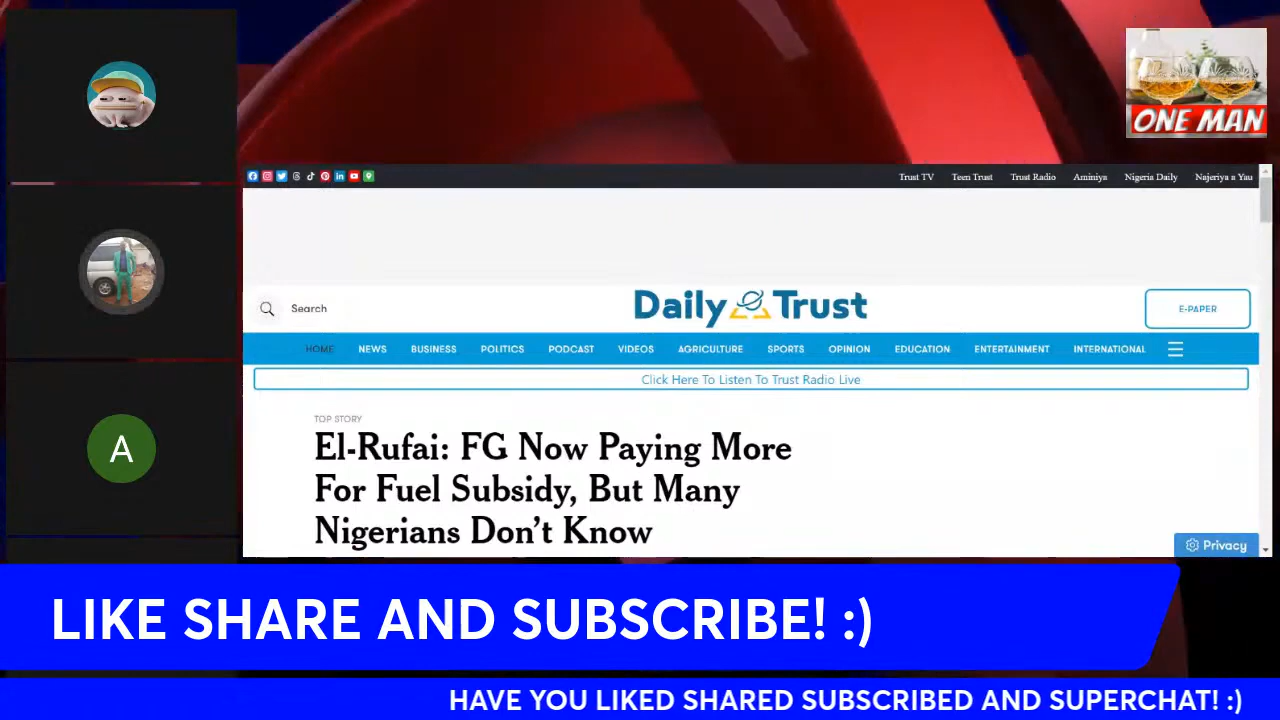 ONE MAN
Trust TV Teen Trust Trust Radio Aminiya Nigeria Daily Najeriya a Yau
Search
Daily Trust
E-PAPER
HOME NEWS BUSINESS POLITICS PODCAST VIDEOS AGRICULTURE SPORTS OPINION EDUCATION ENTERTAINMENT INTERNATIONAL
Click Here To Listen To Trust Radio Live
TOP STORY
El-Rufai: FG Now Paying More
For Fuel Subsidy, But Many
Nigerians Don’t Know
Privacy
A
LIKE SHARE AND SUBSCRIBE! :)
HAVE YOU LIKED SHARED SUBSCRIBED AND SUPERCHAT! :)